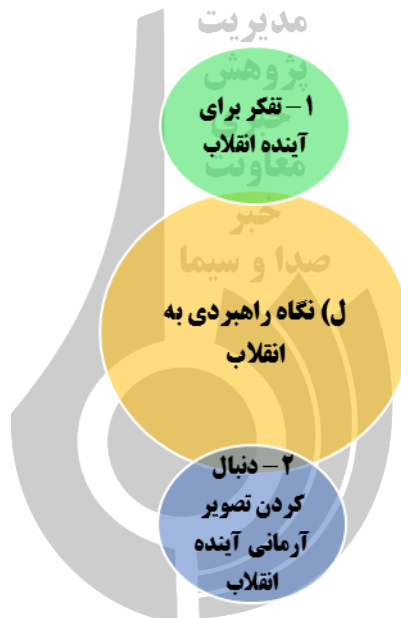 مدیریت
پژوهش
خبری
معاونت
خبر
صدا و سیما
۱ – تفکر برای
آینده انقلاب
ل) نگاه راهبردی به
انقلاب
۲ – دنبال
کردن تصویر
آرمانی آینده
انقلاب